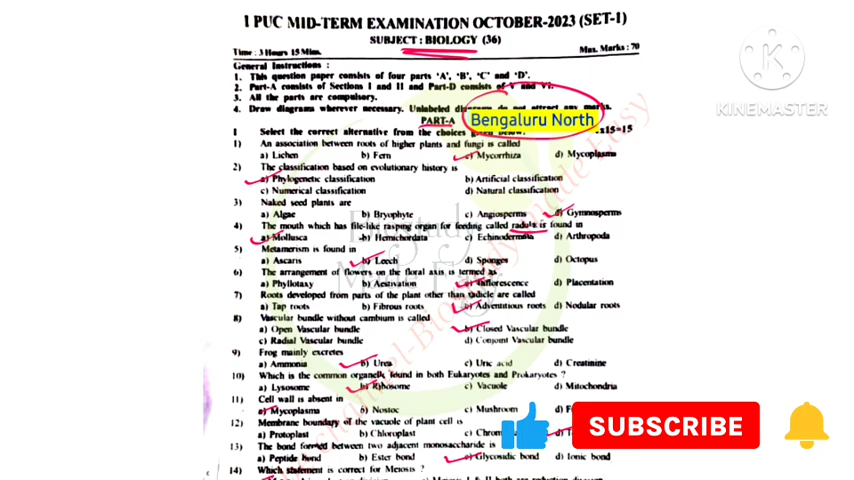 I PUC MID-TERM EXAMINATION OCTOBER-2023 (SET-1)
SUBJECT : BIOLOGY (36)
Time : 3 Hours 15 Mins. Max. Marks : 70
General Instructions :
1. This question paper consists of four parts 'A', 'B', 'C' and 'D'.
2. Part-A consists of Sections I and II and Part-D consists of V and VI.
3. All the parts are compulsory.
4. Draw diagrams wherever necessary. Unlabeled diagrams do not attract any marks.
PART-A
Bengaluru North
I Select the correct alternative from the choices given below. x15=15
1) An association between roots of higher plants and fungi is called
a) Lichen b) Fern c) Mycorrhiza d) Mycoplasma
2) The classification based on evolutionary history is
a) Phylogenetic classification b) Artificial classification
c) Numerical classification d) Natural classification
3) Naked seed plants are
a) Algae b) Bryophyte c) Angiosperms d) Gymnosperms
4) The mouth which has file-like rasping organ for feeding called radula is found in
a) Mollusca b) Hemichordata c) Echinodermata d) Arthropoda
5) Metamerism is found in
a) Ascaris b) Leech d) Sponges d) Octopus
6) The arrangement of flowers on the floral axis is termed as
a) Phyllotaxy b) Aestivation c) Inflorescence d) Placentation
7) Roots developed from parts of the plant other than radicle are called
a) Tap roots b) Fibrous roots Adventitious roots d) Nodular roots
8) Vascular bundle without cambium is called
a) Open Vascular bundle b) Closed Vascular bundle
c) Radial Vascular bundle d) Conjoint Vascular bundle
9) Frog mainly excretes
a) Ammonia b) Urea c) Uric acid d) Creatinine
10) Which is the common organelle found in both Eukaryotes and Prokaryotes ?
a) Lysosome b) Ribosome c) Vacuole d) Mitochondria
11) Cell wall is absent in
a) Mycoplasma b) Nostoc c) Mushroom
12) Membrane boundary of the vacuole of plant cell is
a) Protoplast b) Chloroplast
13) The bond formed between two adjacent monosaccharide is
a) Peptide bond b) Ester bond c) Glycosidic bond d) Ionic bond
14) Which statement is correct for Meiosis ?
KINEMASTER
SUBSCRIBE